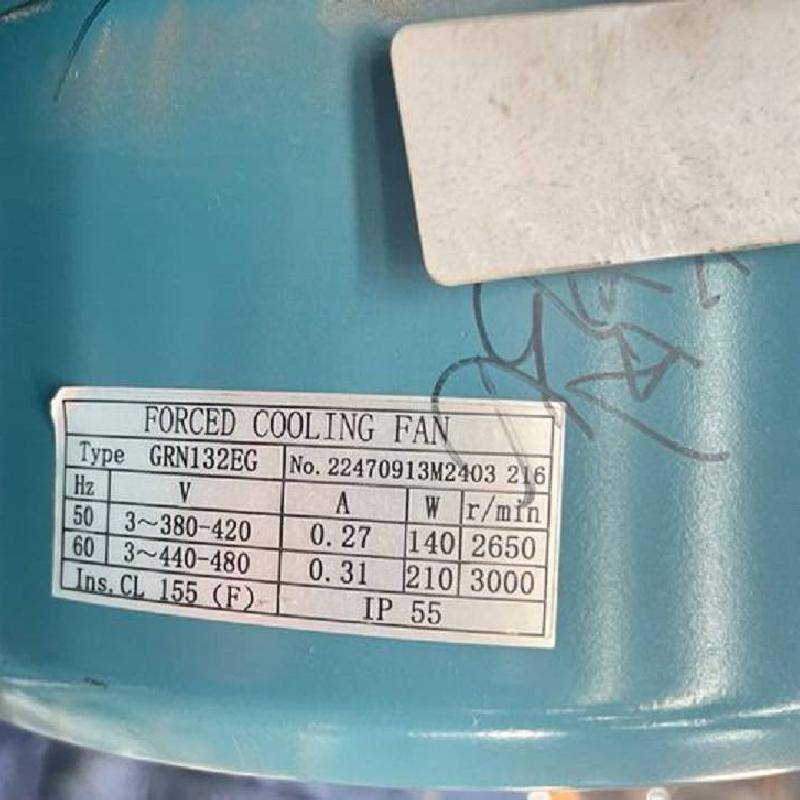 FORCED COOLING FAN
Type GRN132EG No. 22470913M2403 216
Hz V A W r/min
50 3~380-420 0.27 140 2650
60 3~440-480 0.31 210 3000
Ins. CL 155 (F) IP 55